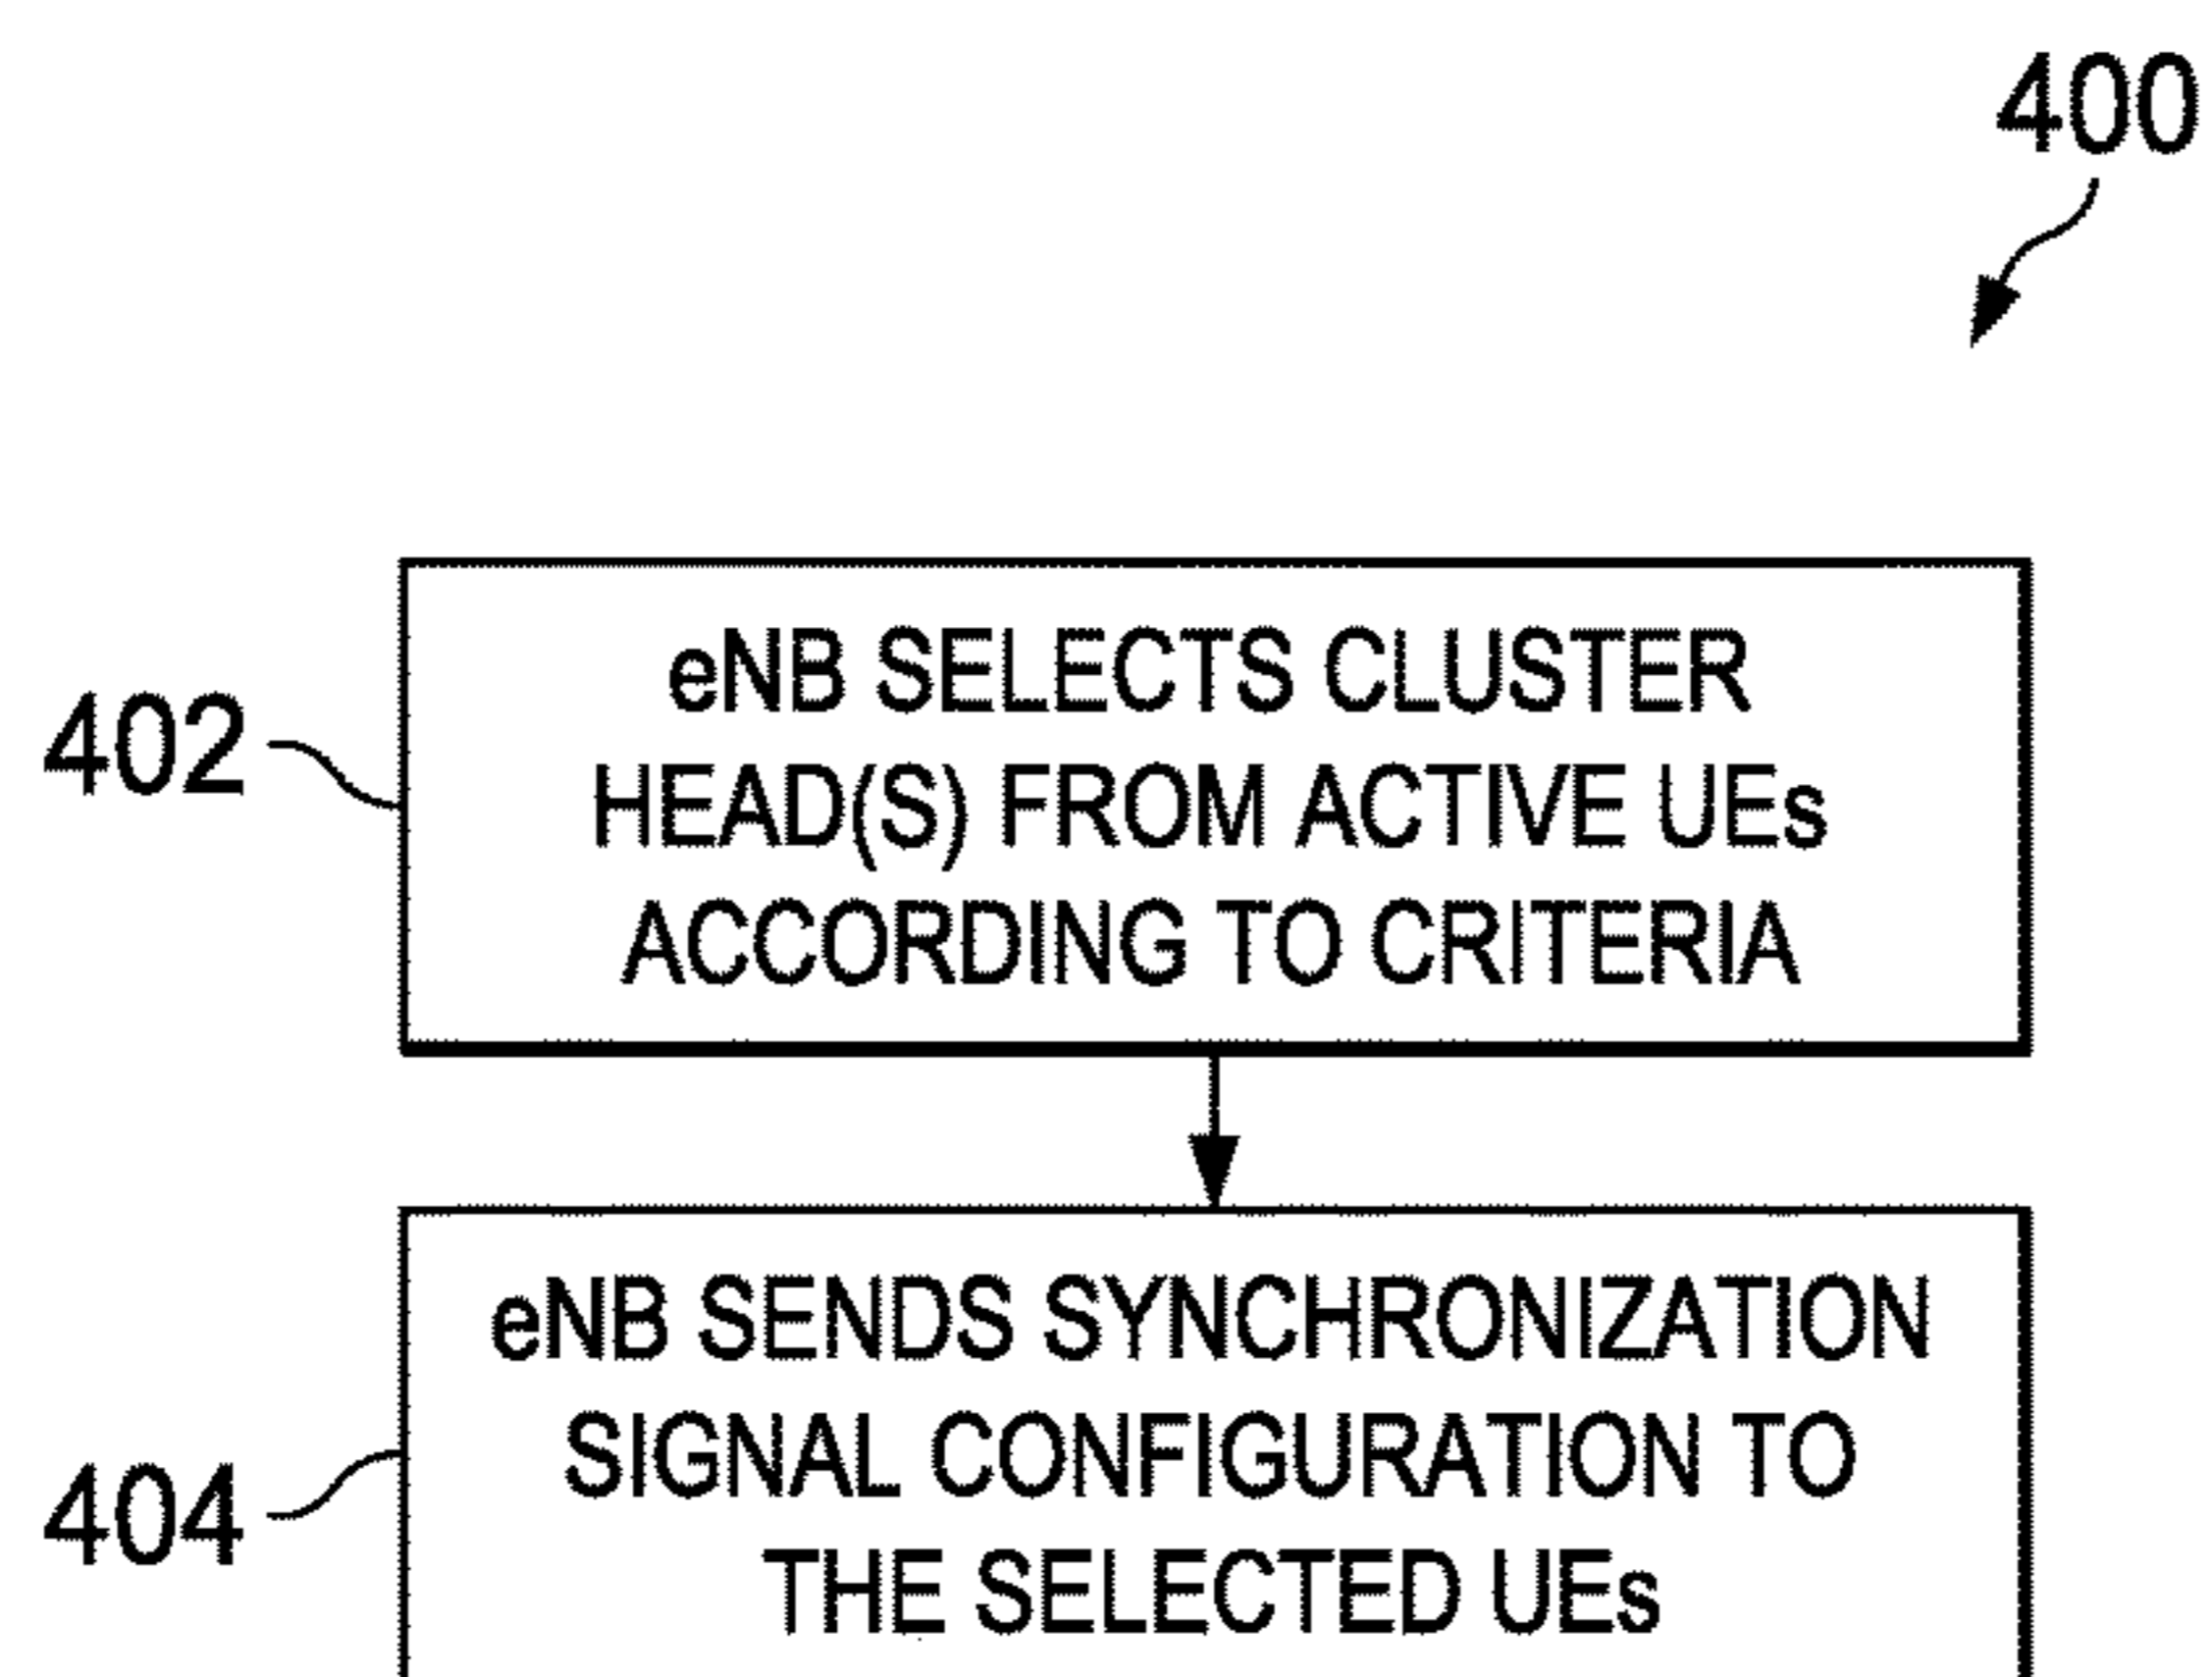 400
402
eNB SELECTS CLUSTER
HEAD(S) FROM ACTIVE UEs
ACCORDING TO CRITERIA
404
eNB SENDS SYNCHRONIZATION
SIGNAL CONFIGURATION TO
THE SELECTED UEs